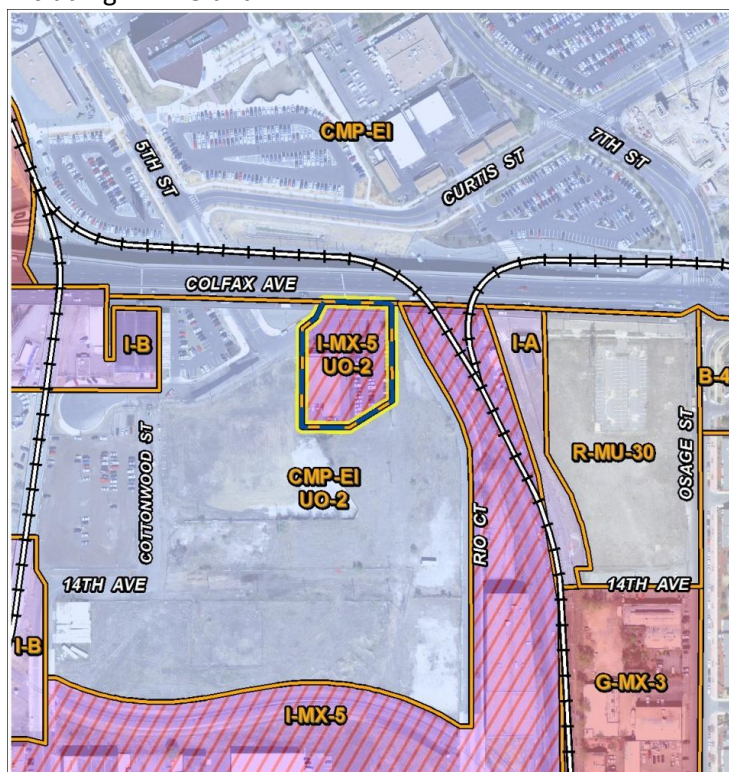 CMP-EI
5TH ST
7TH ST
CURTIS ST
COLFAX AVE
I-B
I-MX-5
UO-2
I-A
B-4
R-MU-30
OSAGE ST
COTTONWOOD ST
CMP-EI
UO-2
RIO CT
14TH AVE
14TH AVE
I-B
G-MX-3
I-MX-5